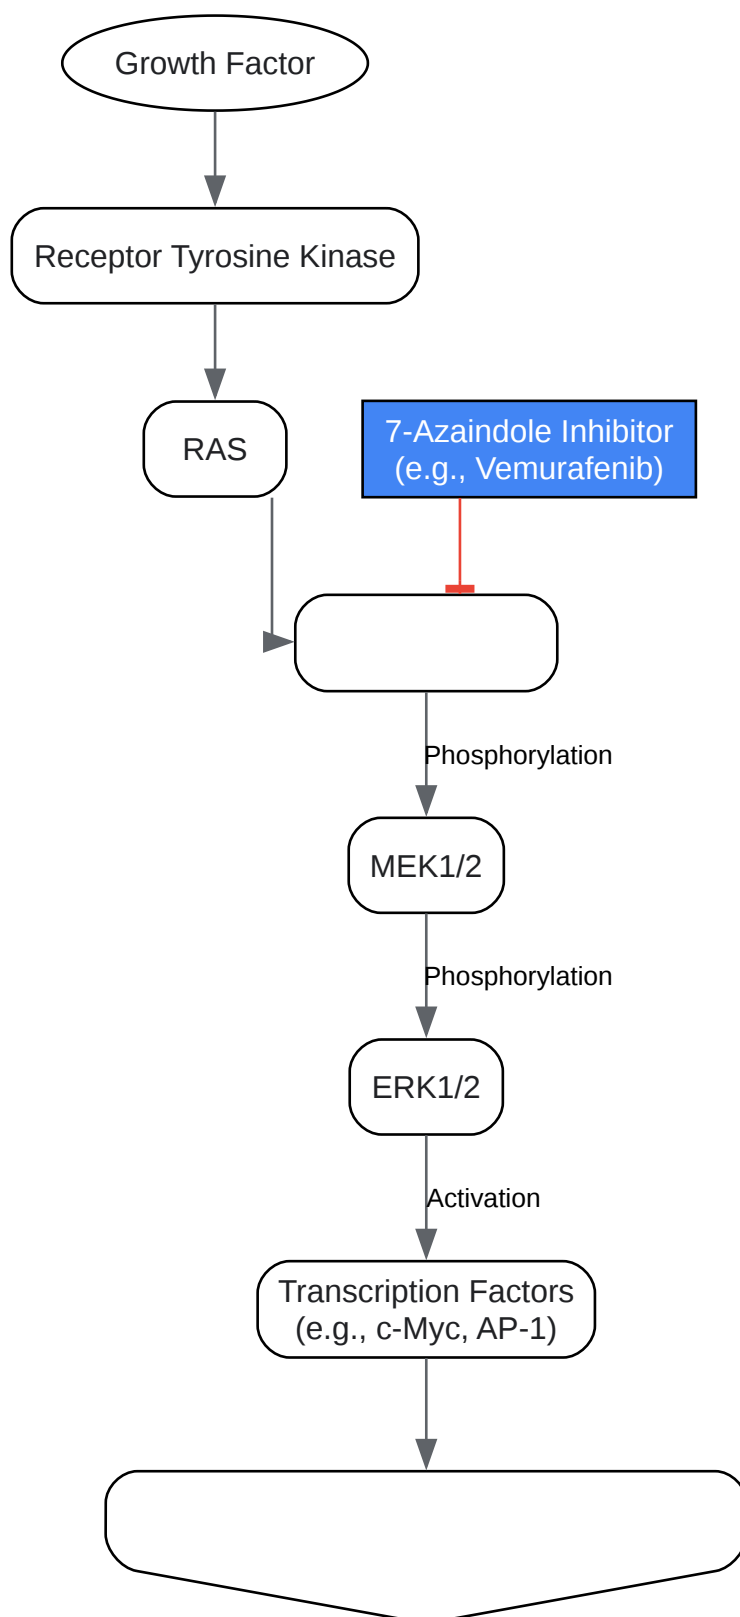 Growth Factor
Receptor Tyrosine Kinase
RAS
7-Azaindole Inhibitor
(e.g., Vemurafenib)
Phosphorylation
MEK1/2
Phosphorylation
ERK1/2
Activation
Transcription Factors
(e.g., c-Myc, AP-1)